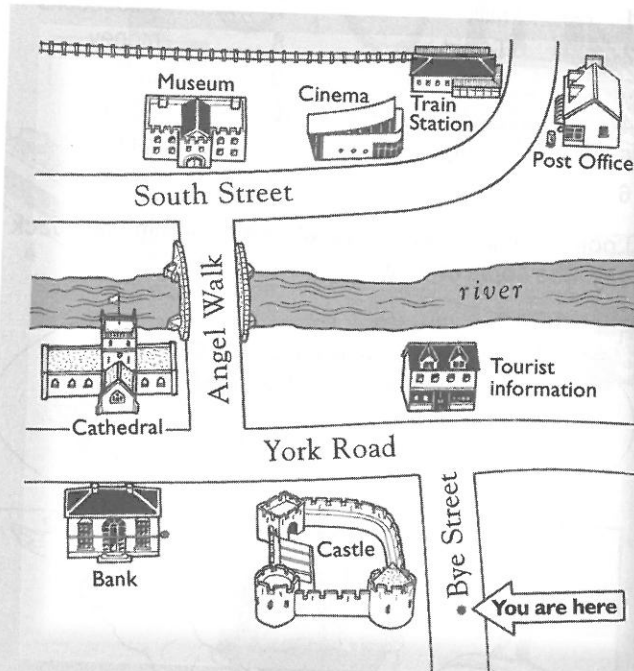 Museum
Cinema
Train
Station
Post Office
South Street
Angel Walk
river
Tourist
information
Cathedral
York Road
Bank
Castle
Bye Street
You are here